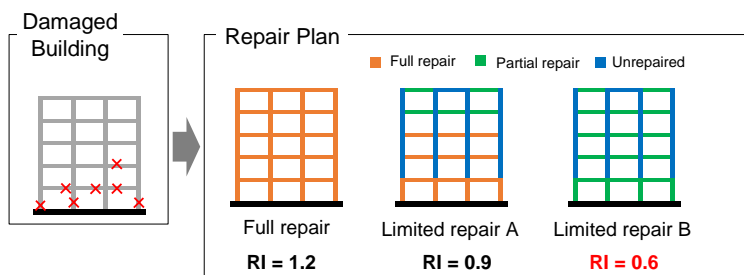 Damaged
Building
Repair Plan
Full repair
Partial repair
Unrepaired
Full repair
Limited repair A
Limited repair B
RI = 1.2
RI = 0.9
RI = 0.6